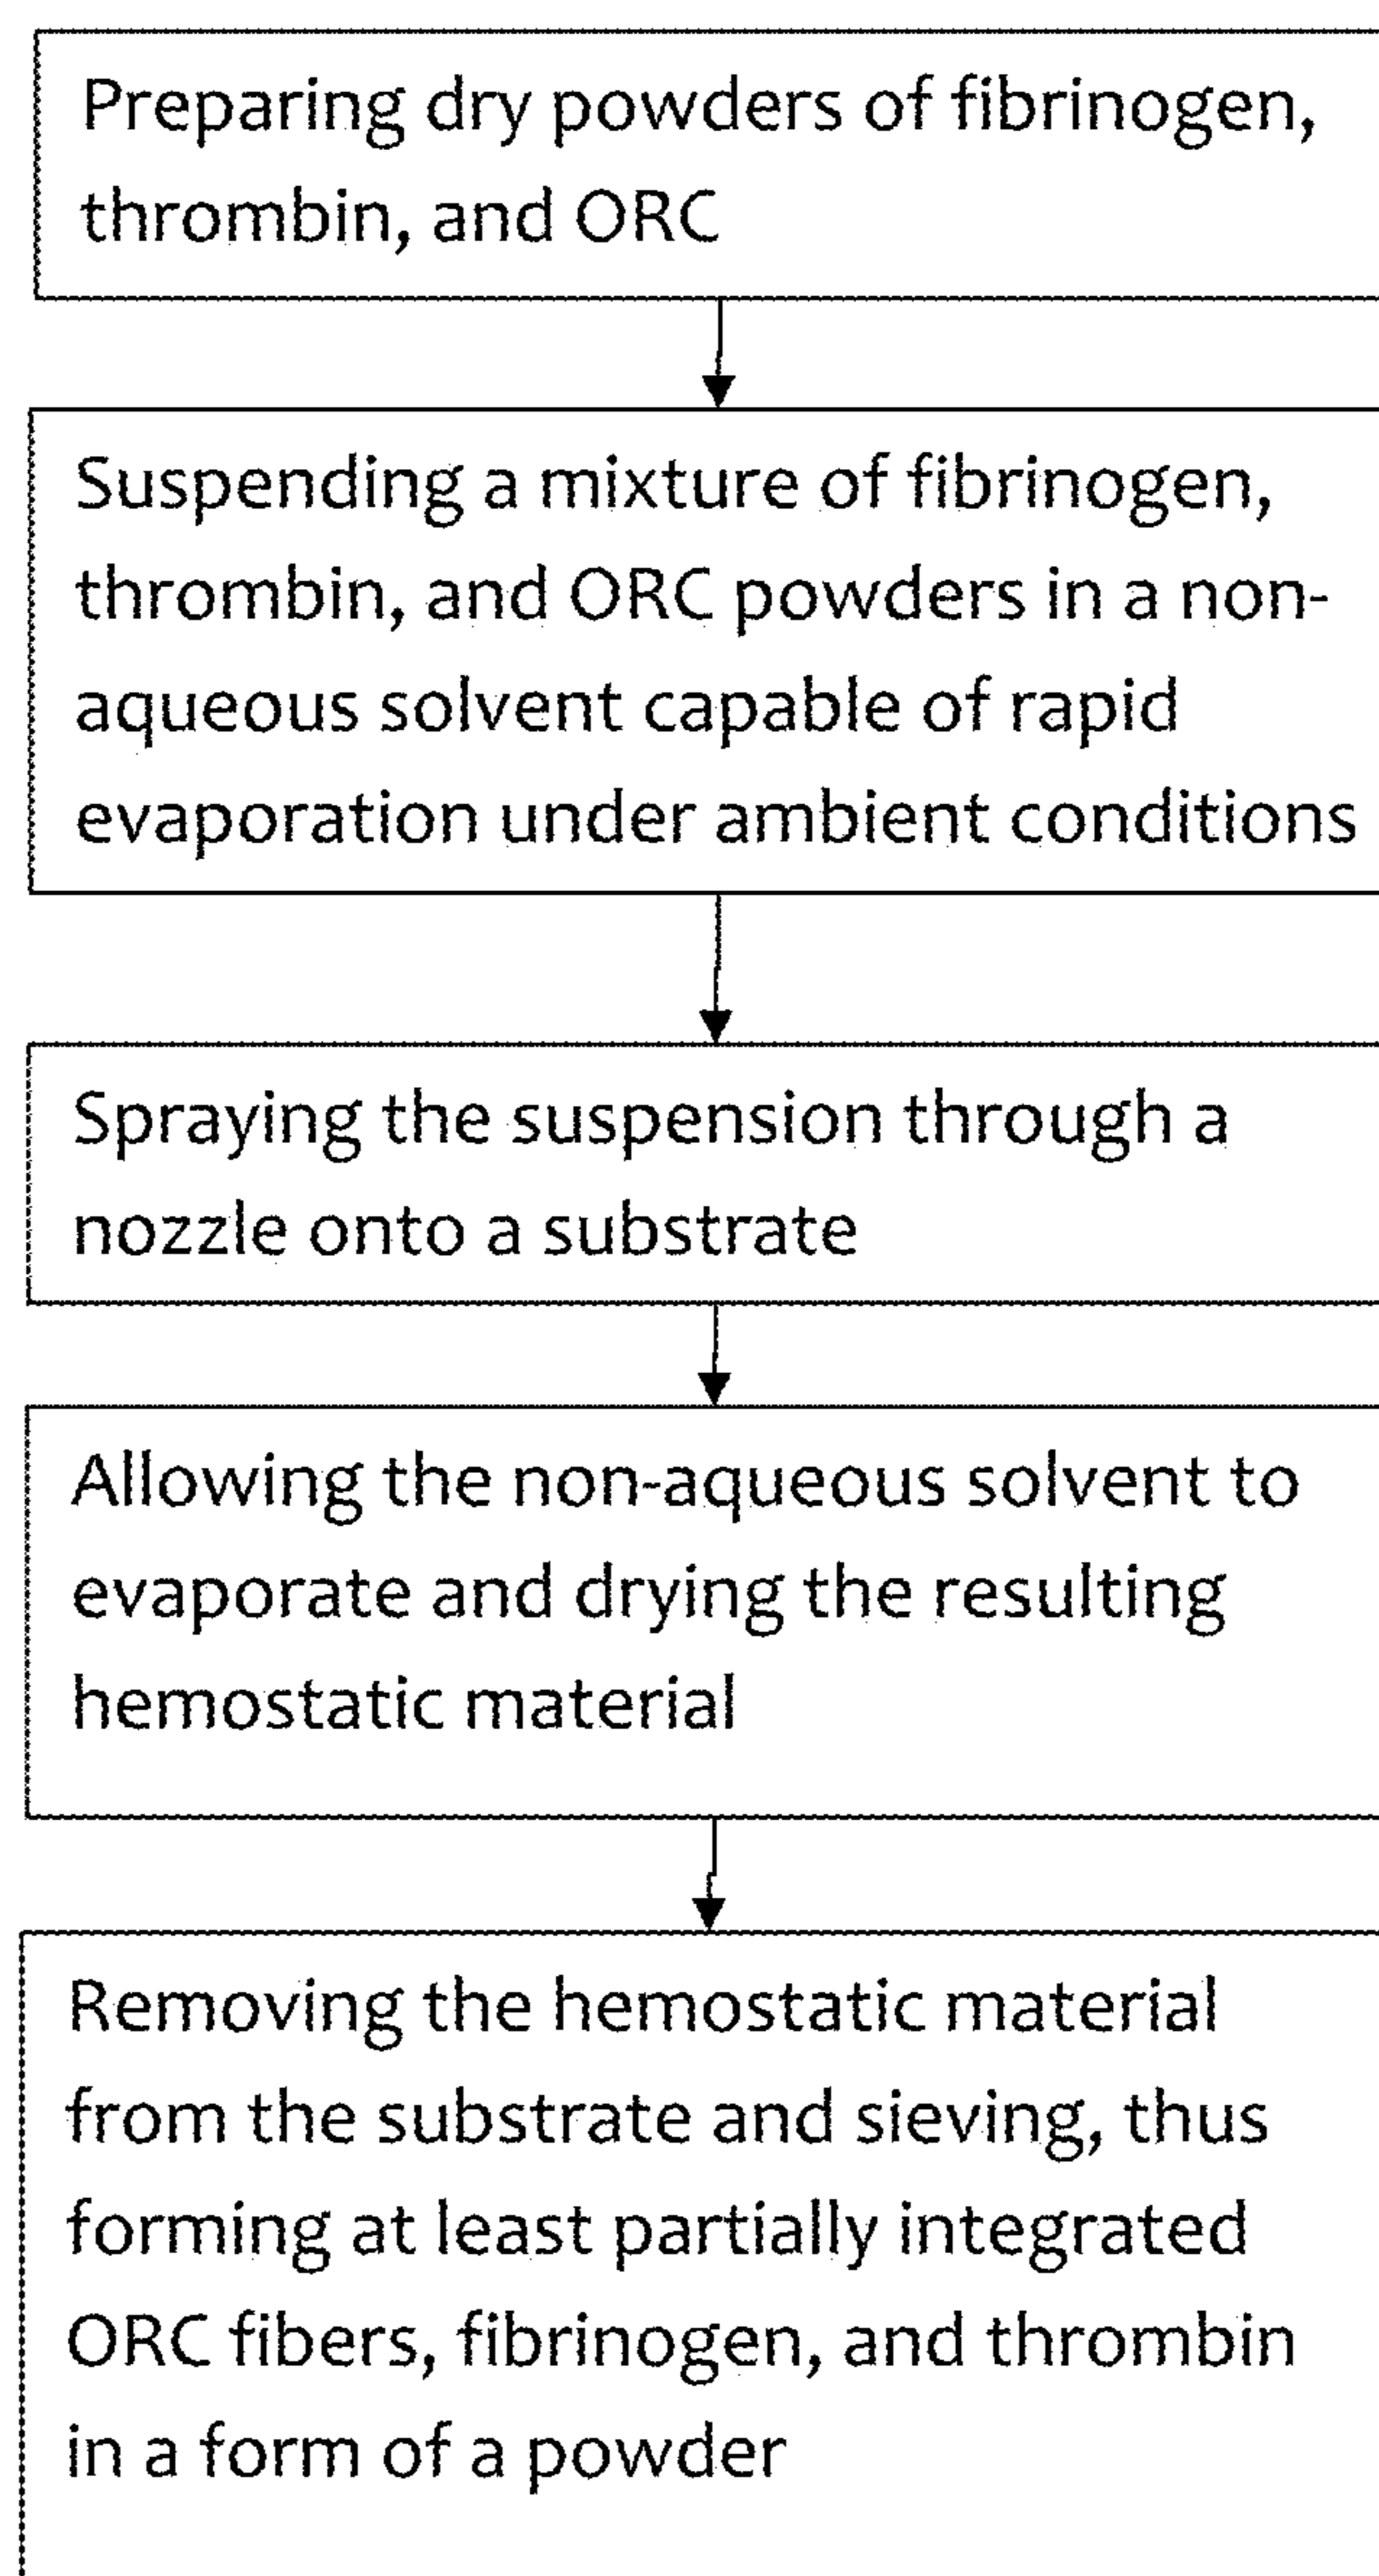 Preparing dry powders of fibrinogen,
thrombin, and ORC
Suspending a mixture of fibrinogen,
thrombin, and ORC powders in a non-
aqueous solvent capable of rapid
evaporation under ambient conditions
Spraying the suspension through a
nozzle onto a substrate
Allowing the non-aqueous solvent to
evaporate and drying the resulting
hemostatic material
Removing the hemostatic material
from the substrate and sieving, thus
forming at least partially integrated
ORC fibers, fibrinogen, and thrombin
in a form of a powder